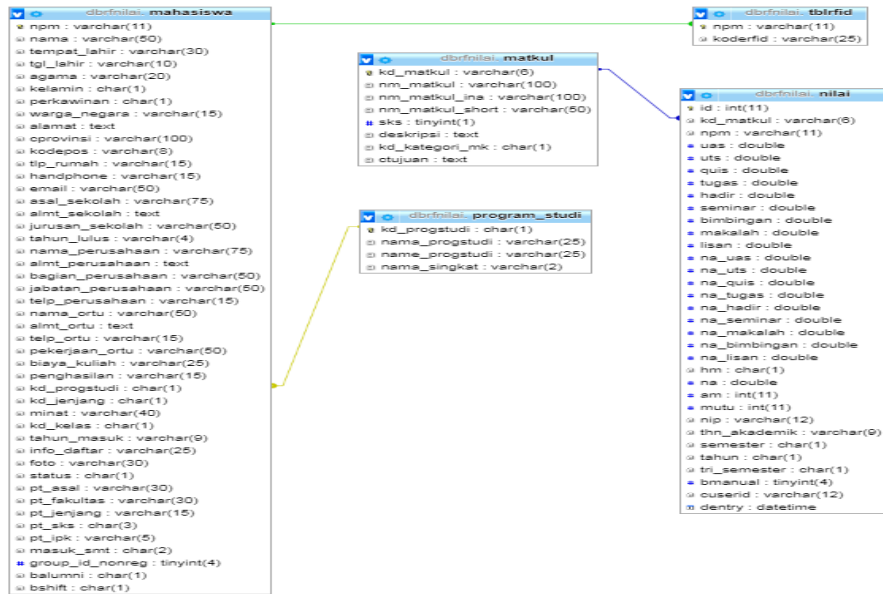 dbrfnilai.mahasiswa
npm : varchar(11)
nama : varchar(50)
tempat_lahir : varchar(30)
tgl_lahir : varchar(10)
agama : varchar(20)
kelamin : char(1)
perkawinan : char(1)
warga_negara : varchar(15)
alamat : text
cprovinsi : varchar(100)
kodepos : varchar(8)
tlp_rumah : varchar(15)
handphone : varchar(15)
email : varchar(50)
asal_sekolah : varchar(75)
almt_sekolah : text
jurusan_sekolah : varchar(50)
tahun_lulus : varchar(4)
nama_perusahaan : varchar(75)
almt_perusahaan : text
bagian_perusahaan : varchar(50)
jabatan_perusahaan : varchar(50)
telp_perusahaan : varchar(15)
nama_ortu : varchar(50)
almt_ortu : text
telp_ortu : varchar(15)
pekerjaan_ortu : varchar(50)
biaya_kuliah : varchar(25)
penghasilan : varchar(15)
kd_progstudi : char(1)
kd_jenjang : char(1)
minat : varchar(40)
kd_kelas : char(1)
tahun_masuk : varchar(9)
info_daftar : varchar(25)
foto : varchar(30)
status : char(1)
pt_asal : varchar(30)
pt_fakultas : varchar(30)
pt_jenjang : varchar(15)
pt_sks : char(3)
pt_ipk : varchar(5)
masuk_smt : char(2)
group_id_nonreg : tinyint(4)
balumni : char(1)
bshift : char(1)
dbrfnilai.matkul
kd_matkul : varchar(6)
nm_matkul : varchar(100)
nm_matkul_ina : varchar(100)
nm_matkul_short : varchar(50)
sks : tinyint(1)
deskripsi : text
kd_kategori_mk : char(1)
ctujuan : text
dbrfnilai.program_studi
kd_progstudi : char(1)
nama_progstudi : varchar(25)
name_progstudi : varchar(25)
nama_singkat : varchar(2)
dbrfnilai.tblrfid
npm : varchar(11)
koderfid : varchar(25)
dbrfnilai.nilai
id : int(11)
kd_matkul : varchar(6)
npm : varchar(11)
uas : double
uts : double
quis : double
tugas : double
hadir : double
seminar : double
bimbingan : double
makalah : double
lisan : double
na_uas : double
na_uts : double
na_quis : double
na_tugas : double
na_hadir : double
na_seminar : double
na_makalah : double
na_bimbingan : double
na_lisan : double
hm : char(1)
na : double
am : int(11)
mutu : int(11)
nip : varchar(12)
thn_akademik : varchar(9)
semester : char(1)
tahun : char(1)
tri_semester : char(1)
bmanual : tinyint(4)
cuserid : varchar(12)
dentry : datetime